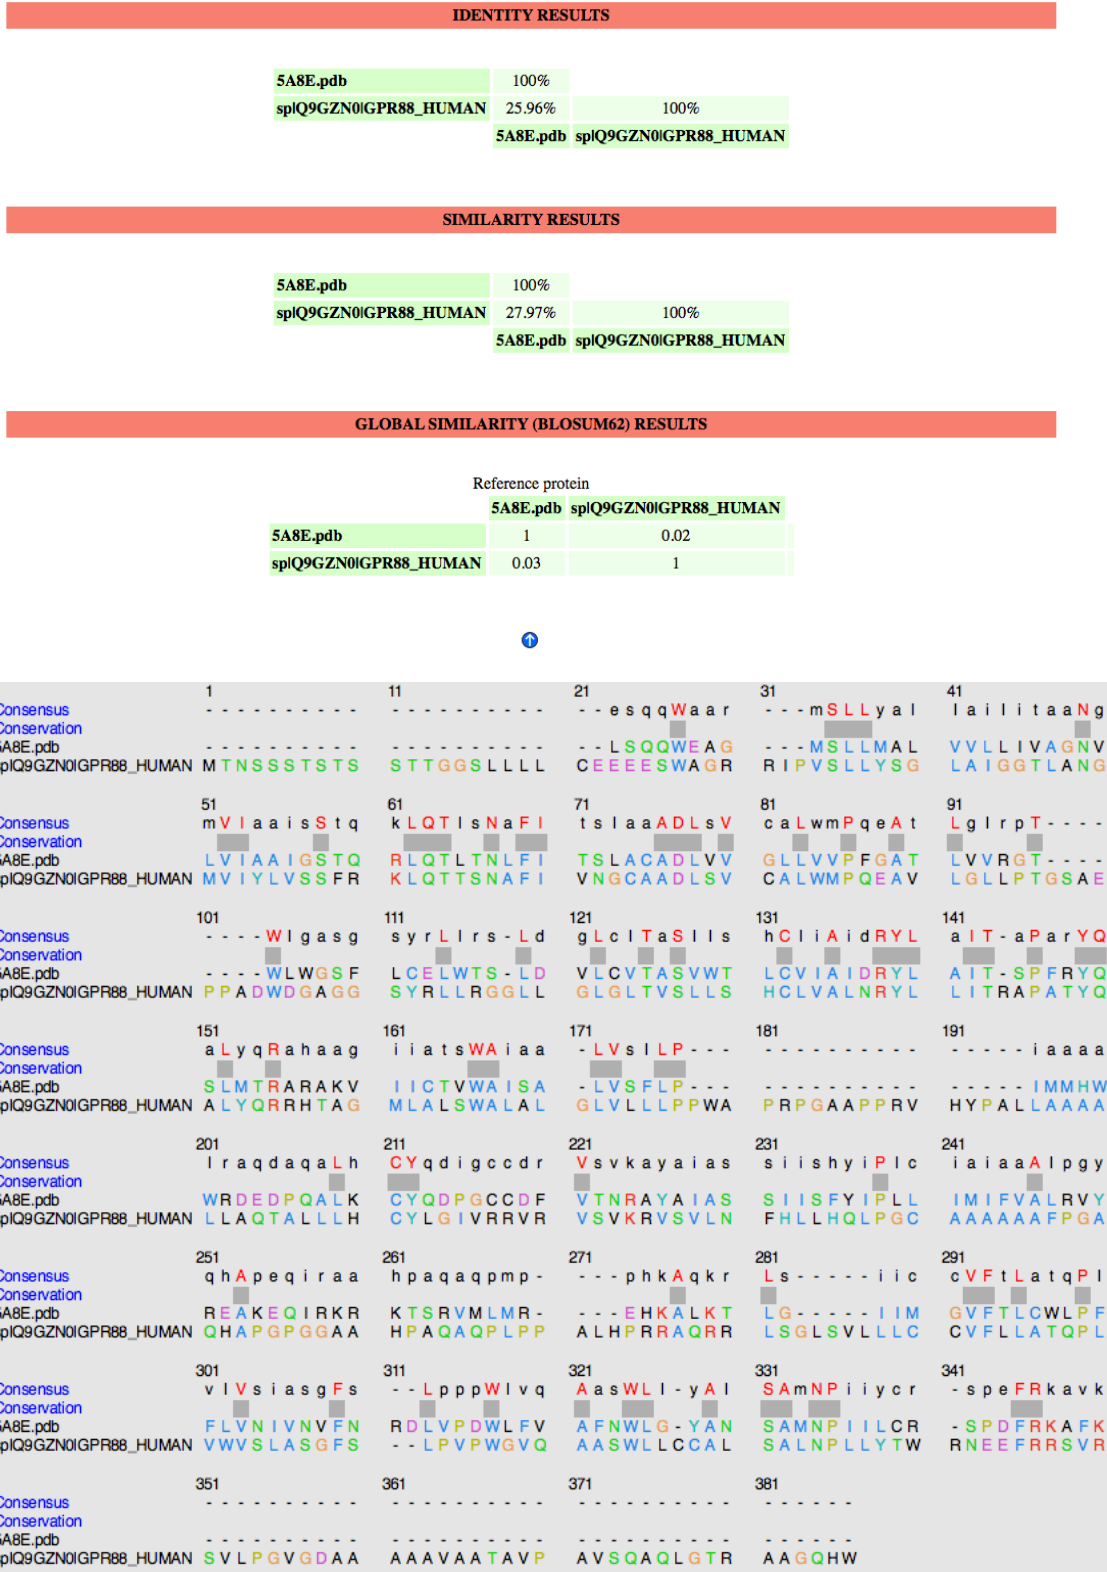 IDENTITY RESULTS
5A8E.pdb 100%
sp|Q9GZN0|GPR88_HUMAN 25.96% 100%
5A8E.pdb sp|Q9GZN0|GPR88_HUMAN
SIMILARITY RESULTS
5A8E.pdb 100%
sp|Q9GZN0|GPR88_HUMAN 27.97% 100%
5A8E.pdb sp|Q9GZN0|GPR88_HUMAN
GLOBAL SIMILARITY (BLOSUM62) RESULTS
Reference protein
5A8E.pdb sp|Q9GZN0|GPR88_HUMAN
5A8E.pdb 1 0.02
sp|Q9GZN0|GPR88_HUMAN 0.03 1
1 11 21 31 41
Consensus - - - - - - - - - - - - - - - - - - - - - - e s q q W a a r - - - m S L L y a l l a i l i t a a N g
Conservation
5A8E.pdb - - - - - - - - - - - - - - - - - - - - - - L S Q Q W E A G - - - M S L L M A L V V L L I V A G N V
sp|Q9GZN0|GPR88_HUMAN M T N S S S T S T S S T T G G S L L L L C E E E E S W A G R R I P V S L L Y S G L A I G G T L A N G
51 61 71 81 91
Consensus m V I a a i s S t q k L Q T l s N a F I t s l a a A D L s V c a L w m P q e A t L g l r p T - - - -
Conservation
5A8E.pdb L V I A A I G S T Q R L Q T L T N L F I T S L A C A D L V V G L L V V P F G A T L V V R G T - - - -
sp|Q9GZN0|GPR88_HUMAN M V I Y L V S S F R K L Q T T S N A F I V N G C A A D L S V C A L W M P Q E A V L G L L P T G S A E
101 111 121 131 141
Consensus - - - - W l g a s g s y r L l r s - L d g L c l T a S l l s h C l i A i d R Y L a I T - a P a r Y Q
Conservation
5A8E.pdb - - - - W L W G S F L C E L W T S - L D V L C V T A S V W T L C V I A I D R Y L A I T - S P F R Y Q
sp|Q9GZN0|GPR88_HUMAN P P A D W D G A G G S Y R L L R G G L L G L G L T V S L L S H C L V A L N R Y L L I T R A P A T Y Q
151 161 171 181 191
Consensus a L y q R a h a a g i i a t s W A i a a - L V s l L P - - - - - - - - - - - - - - - - - - i a a a a
Conservation
5A8E.pdb S L M T R A R A K V I I C T V W A I S A - L V S F L P - - - - - - - - - - - - - - - - - - I M M H W
sp|Q9GZN0|GPR88_HUMAN A L Y Q R R H T A G M L A L S W A L A L G L V L L L P P W A P R P G A A P P R V H Y P A L L A A A A
201 211 221 231 241
Consensus l r a q d a q a L h C Y q d i g c c d r V s v k a y a i a s s i i s h y i P l c i a i a a A l p g y
Conservation
5A8E.pdb W R D E D P Q A L K C Y Q D P G C C D F V T N R A Y A I A S S I I S F Y I P L L I M I F V A L R V Y
sp|Q9GZN0|GPR88_HUMAN L L A Q T A L L L H C Y L G I V R R V R V S V K R V S V L N F H L L H Q L P G C A A A A A A F P G A
251 261 271 281 291
Consensus q h A p e q i r a a h p a q a q p m p - - - - p h k A q k r L s - - - - - i i c c V F t L a t q P l
Conservation
5A8E.pdb R E A K E Q I R K R K T S R V M L M R - - - - E H K A L K T L G - - - - - I I M G V F T L C W L P F
sp|Q9GZN0|GPR88_HUMAN Q H A P G P G G A A H P A Q A Q P L P P A L H P R R A Q R R L S G L S V L L L C C V F L L A T Q P L
301 311 321 331 341
Consensus v l V s i a s g F s - - L p p p W l v q A a s W L l - y A l S A m N P i i y c r - s p e F R k a v k
Conservation
5A8E.pdb F L V N I V N V F N R D L V P D W L F V A F N W L G - Y A N S A M N P I I L C R - S P D F R K A F K
sp|Q9GZN0|GPR88_HUMAN V W V S L A S G F S - - L P V P W G V Q A A S W L L C C A L S A L N P L L Y T W R N E E F R R S V R
351 361 371 381
Consensus - - - - - - - - - - - - - - - - - - - - - - - - - - - - - - - - - - - -
Conservation
5A8E.pdb - - - - - - - - - - - - - - - - - - - - - - - - - - - - - - - - - - - -
sp|Q9GZN0|GPR88_HUMAN S V L P G V G D A A A A A V A A T A V P A V S Q A Q L G T R A A G Q H W